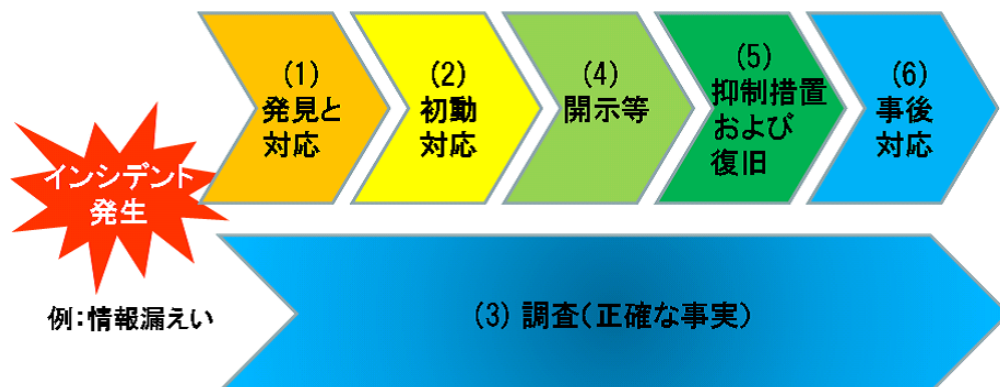 インシデント
発生
例：情報漏えい
(1)
発見と
対応
(2)
初動
対応
(4)
開示等
(5)
抑制措置
および
復旧
(6)
事後
対応
(3) 調査（正確な事実）